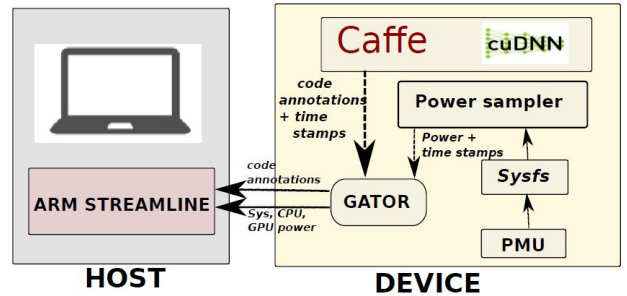 Caffe
cuDNN
code
annotations
+ time
stamps
Power sampler
Power +
time stamps
Sysfs
PMU
GATOR
code
annotations
Sys, CPU,
GPU power
ARM STREAMLINE
HOST
DEVICE